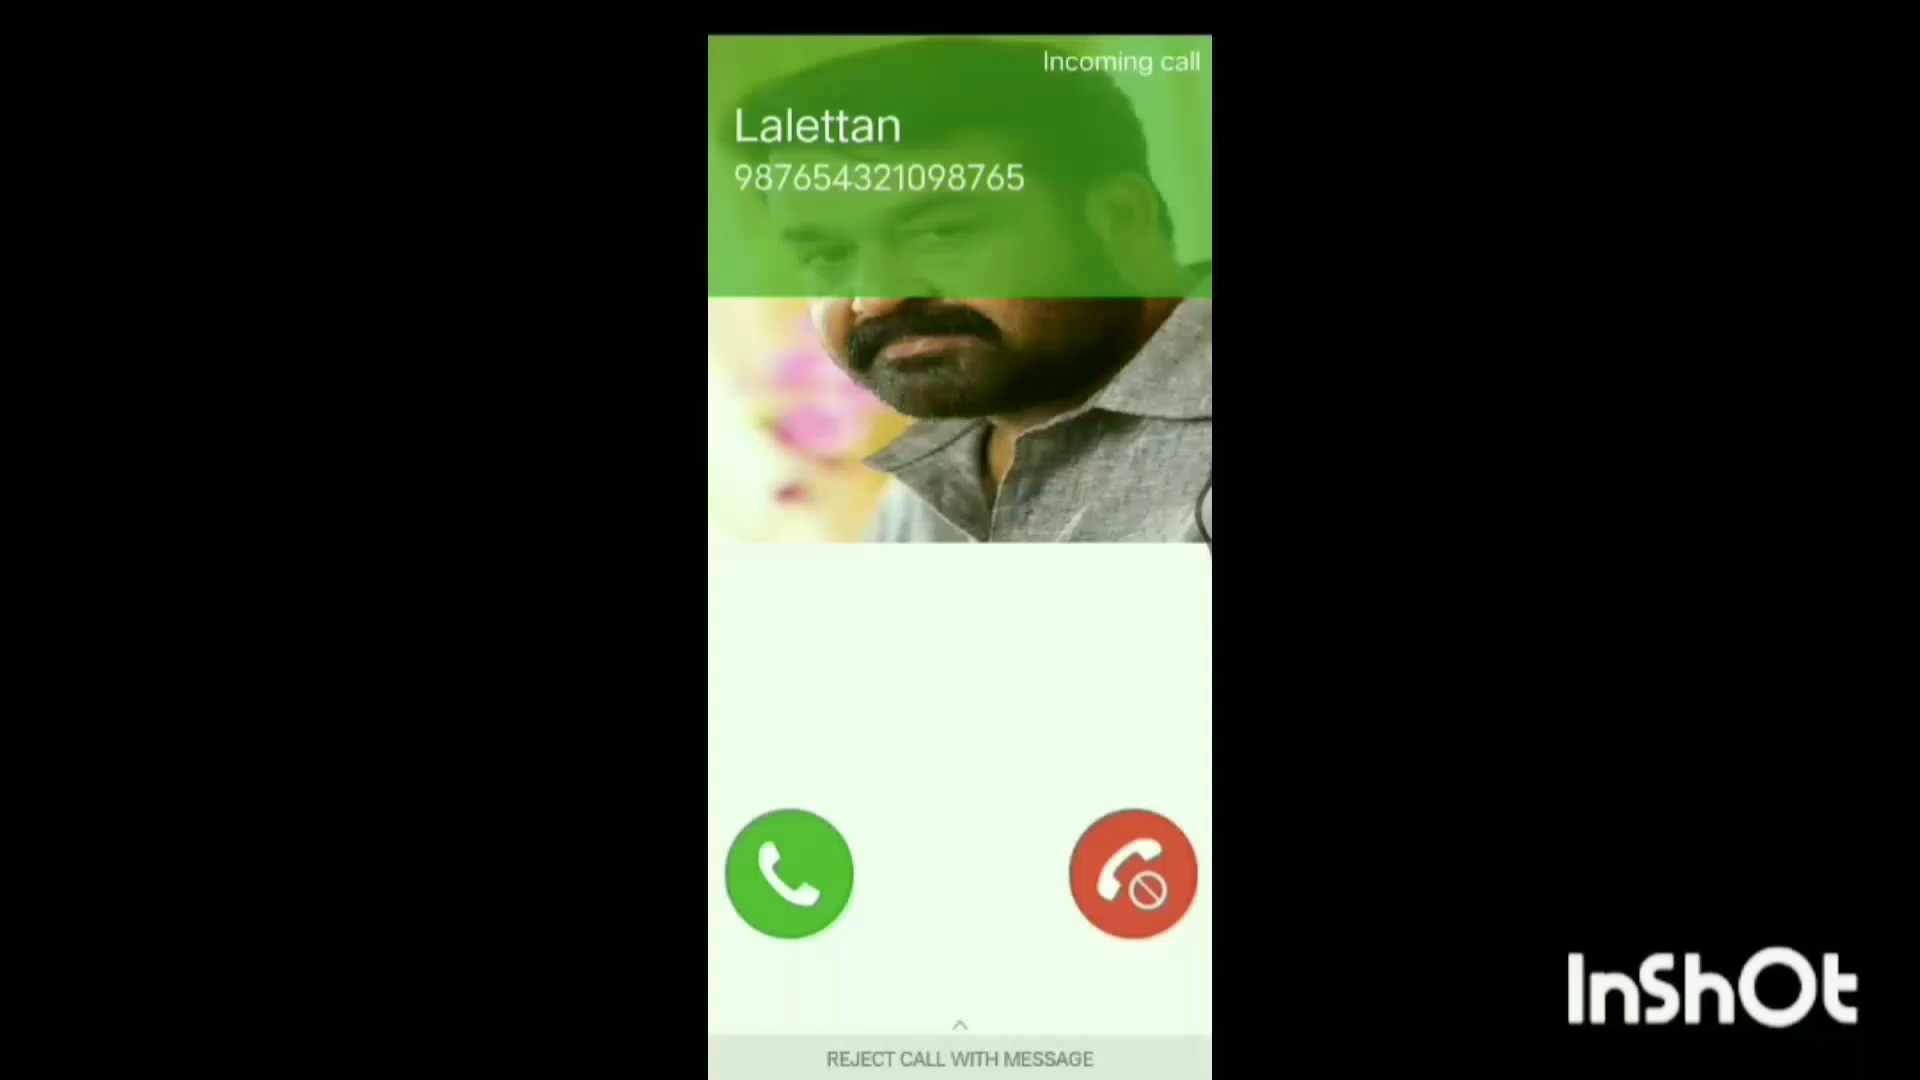 Incoming call
Lalettan
987654321098765
REJECT CALL WITH MESSAGE
InShOt